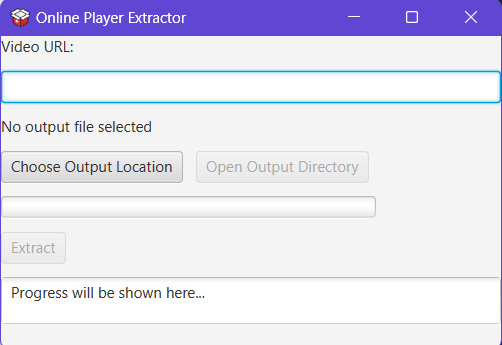 Online Player Extractor
Video URL:
No output file selected
Choose Output Location Open Output Directory
Extract
Progress will be shown here...